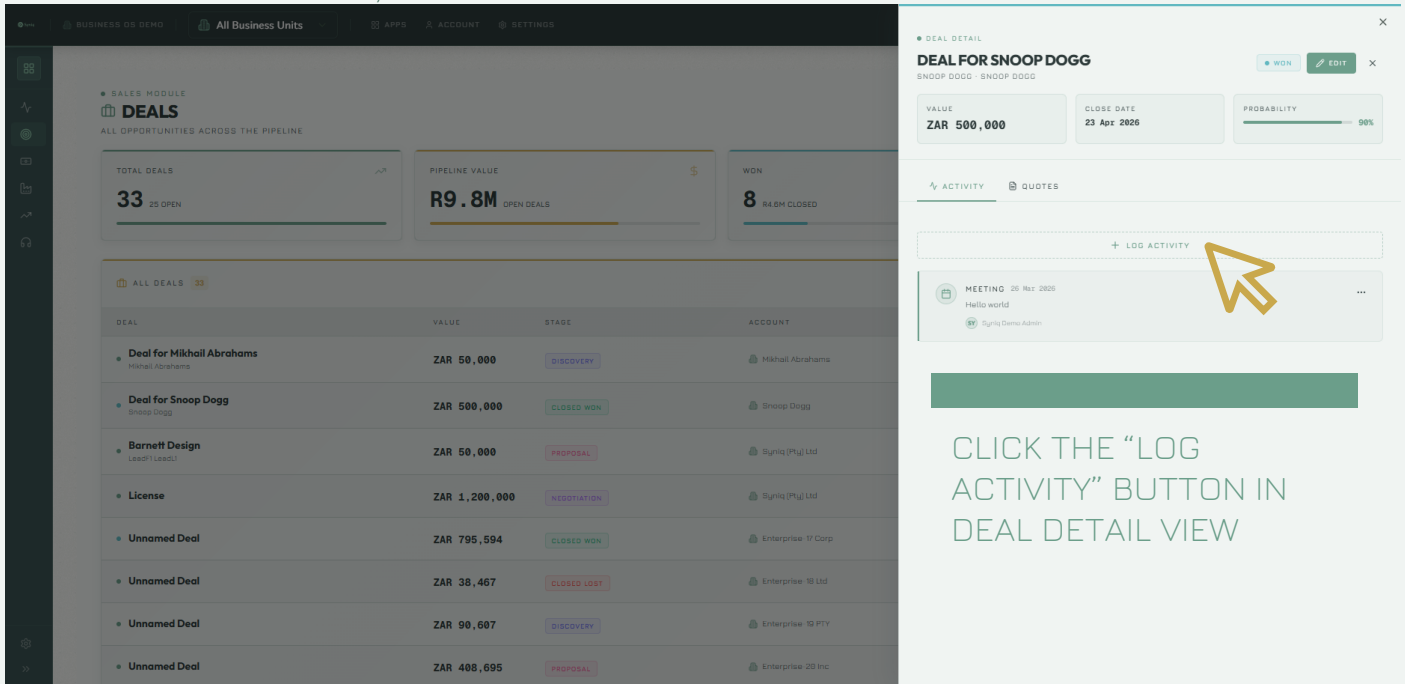 BUSINESS OS DEMO
All Business Units
APPS
ACCOUNT
SETTINGS
SALES MODULE
DEALS
ALL OPPORTUNITIES ACROSS THE PIPELINE
TOTAL DEALS
33 25 OPEN
PIPELINE VALUE
$
R9.8M OPEN DEALS
WON
8 R4.6M CLOSED
ALL DEALS 33
DEAL VALUE STAGE ACCOUNT
Deal for Mikhail Abrahams
Mikhail Abrahams
ZAR 50,000 DISCOVERY Mikhail Abrahams
Deal for Snoop Dogg
Snoop Dogg
ZAR 500,000 CLOSED WON Snoop Dogg
Barnett Design
LeadF1 LeadL1
ZAR 50,000 PROPOSAL Syniq (Pty) Ltd
License ZAR 1,200,000 NEGOTIATION Syniq (Pty) Ltd
Unnamed Deal ZAR 795,594 CLOSED WON Enterprise 17 Corp
Unnamed Deal ZAR 38,467 CLOSED LOST Enterprise 18 Ltd
Unnamed Deal ZAR 90,607 DISCOVERY Enterprise 19 PTY
Unnamed Deal ZAR 408,695 PROPOSAL Enterprise 20 Inc
DEAL DETAIL
DEAL FOR SNOOP DOGG
SNOOP DOGG · SNOOP DOGG
WON
EDIT
VALUE
ZAR 500,000
CLOSE DATE
23 Apr 2026
PROBABILITY
90%
ACTIVITY
QUOTES
+ LOG ACTIVITY
MEETING 26 Mar 2026
Hello world
SY Syniq Demo Admin
CLICK THE “LOG
ACTIVITY” BUTTON IN
DEAL DETAIL VIEW